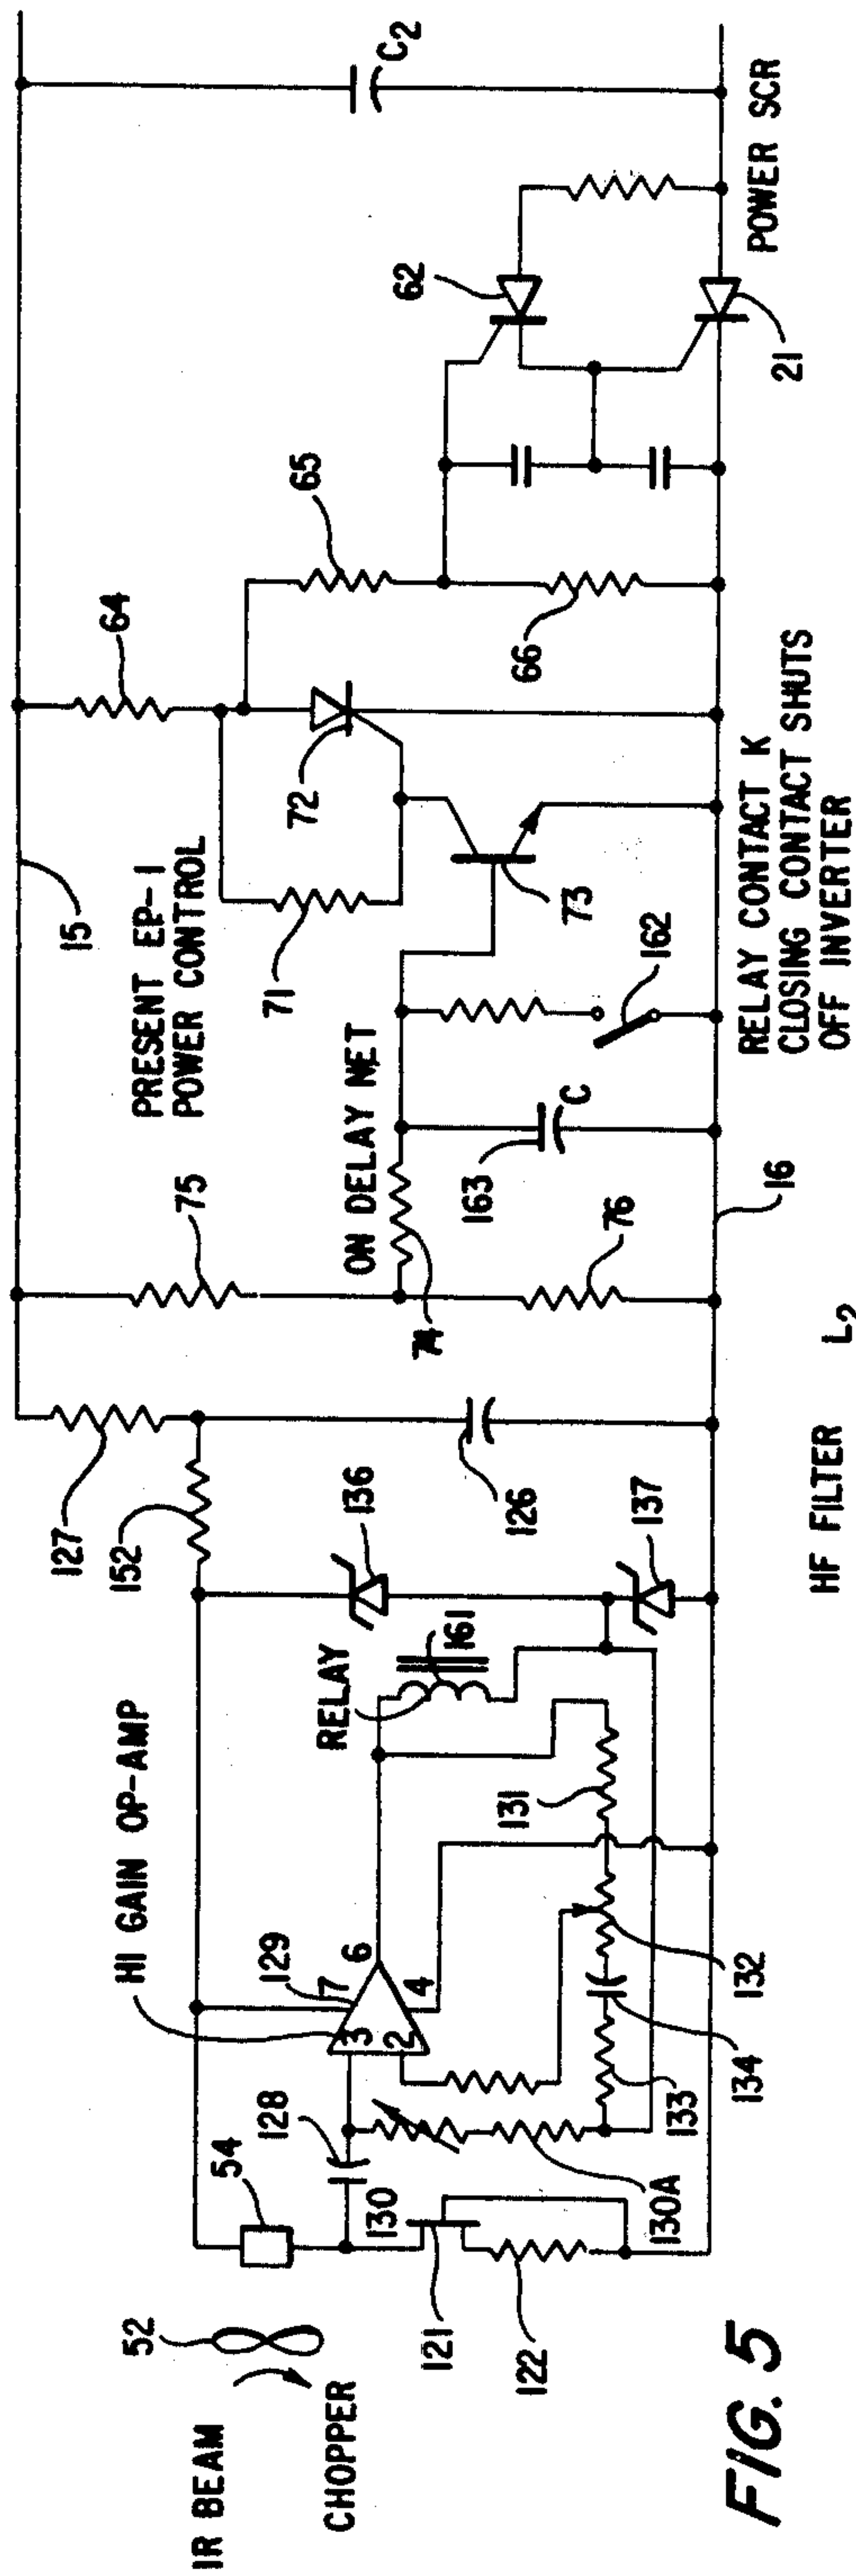 IR BEAM
52
CHOPPER
54
128
130
121
122
130A
HI GAIN OP-AMP
129
7
3
2
6
4
RELAY
161
131
132
134
133
127
152
136
126
137
75
ON DELAY NET
74
76
163
C
162
15
PRESENT EP-1
POWER CONTROL
71
72
73
64
65
66
62
21
C2
POWER SCR
RELAY CONTACT K
CLOSING CONTACT SHUTS
OFF INVERTER
16
HF FILTER
L2
FIG. 5